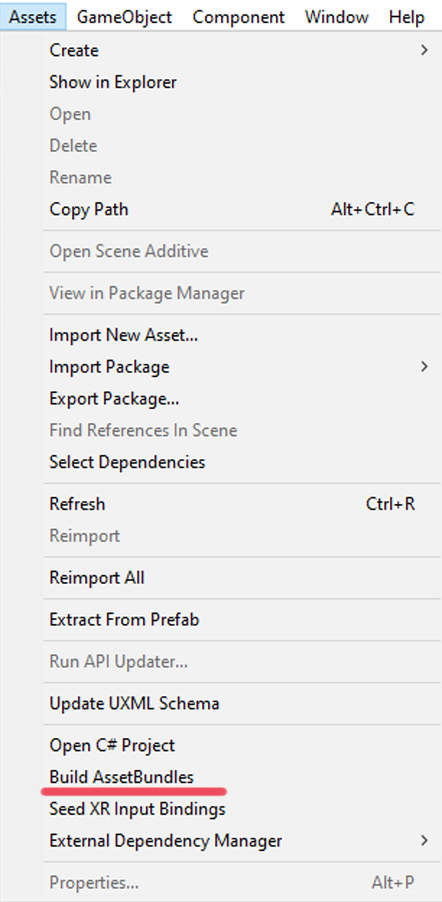 Assets GameObject Component Window Help
Create >
Show in Explorer
Open
Delete
Rename
Copy Path Alt+Ctrl+C
Open Scene Additive
View in Package Manager
Import New Asset...
Import Package >
Export Package...
Find References In Scene
Select Dependencies
Refresh Ctrl+R
Reimport
Reimport All
Extract From Prefab
Run API Updater...
Update UXML Schema
Open C# Project
Build AssetBundles
Seed XR Input Bindings
External Dependency Manager >
Properties... Alt+P